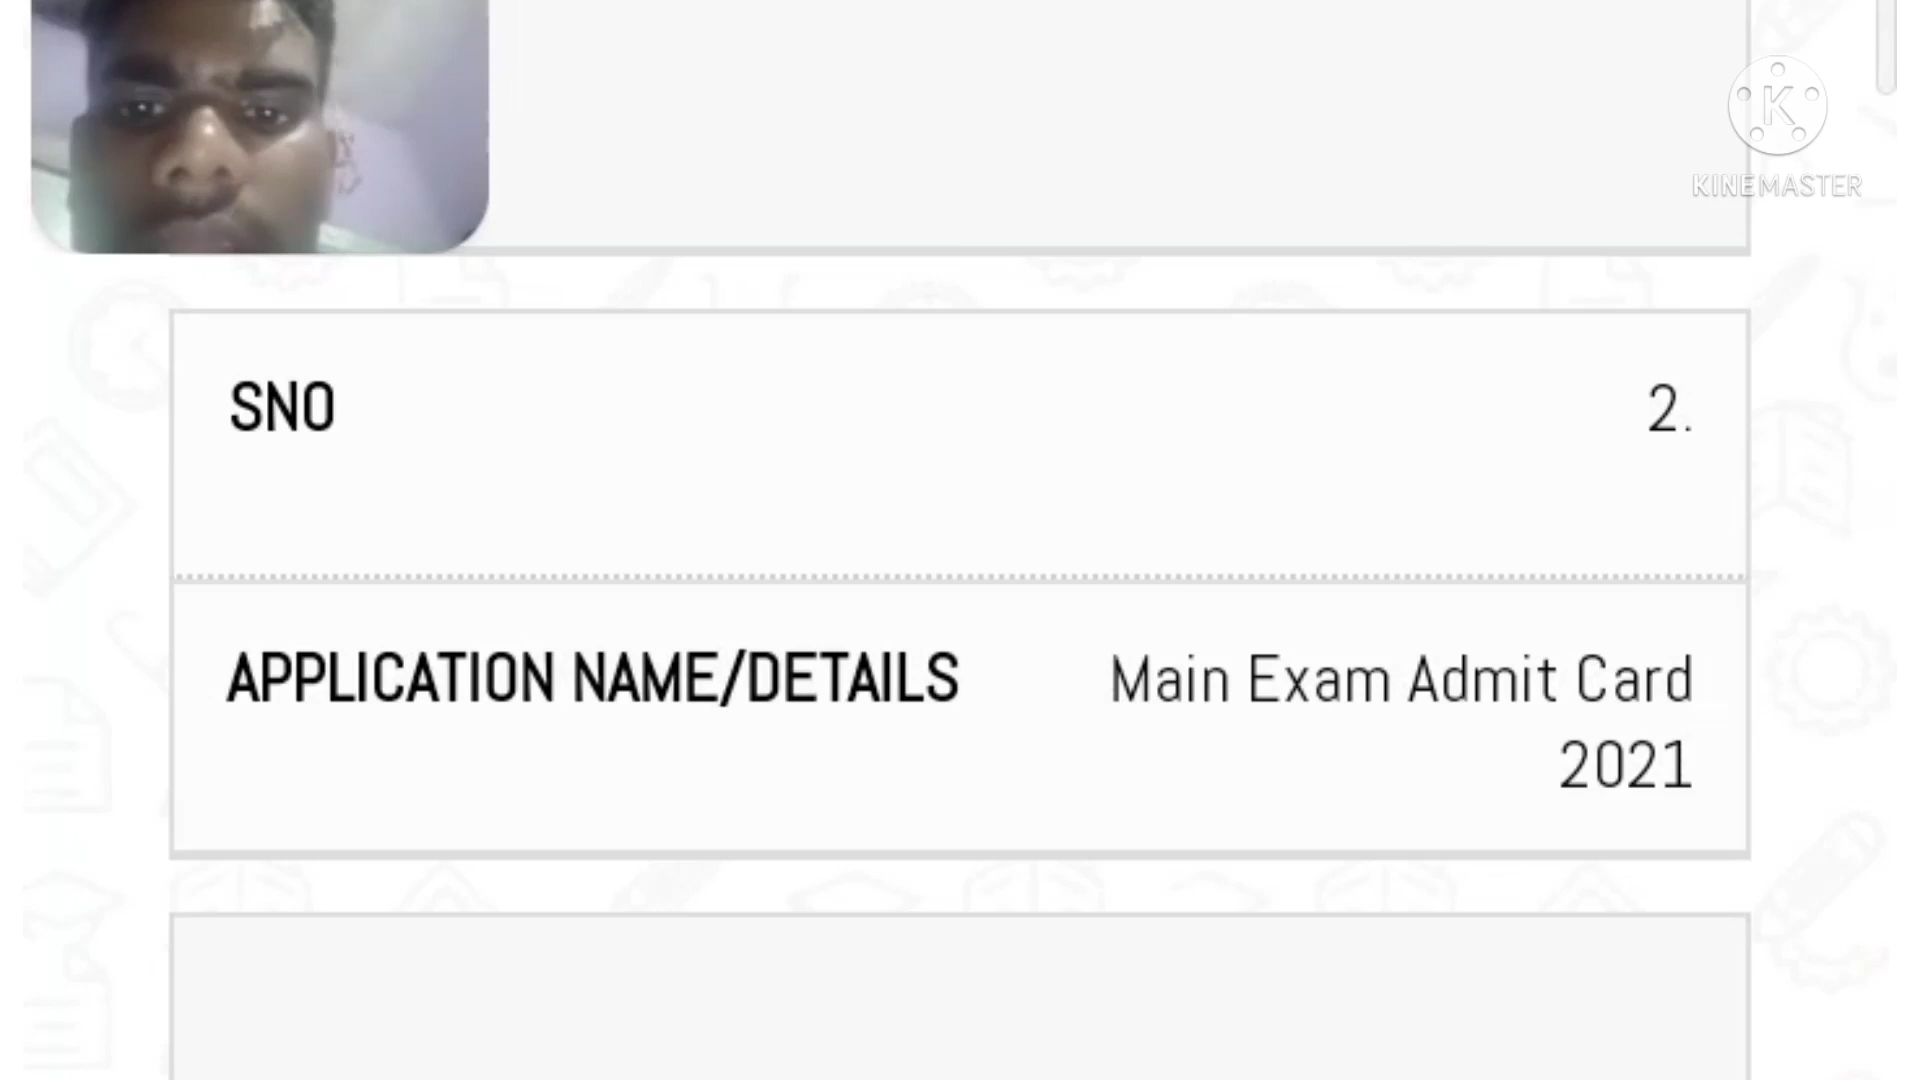 K
KINEMASTER
SNO
2.
APPLICATION NAME/DETAILS
Main Exam Admit Card
2021